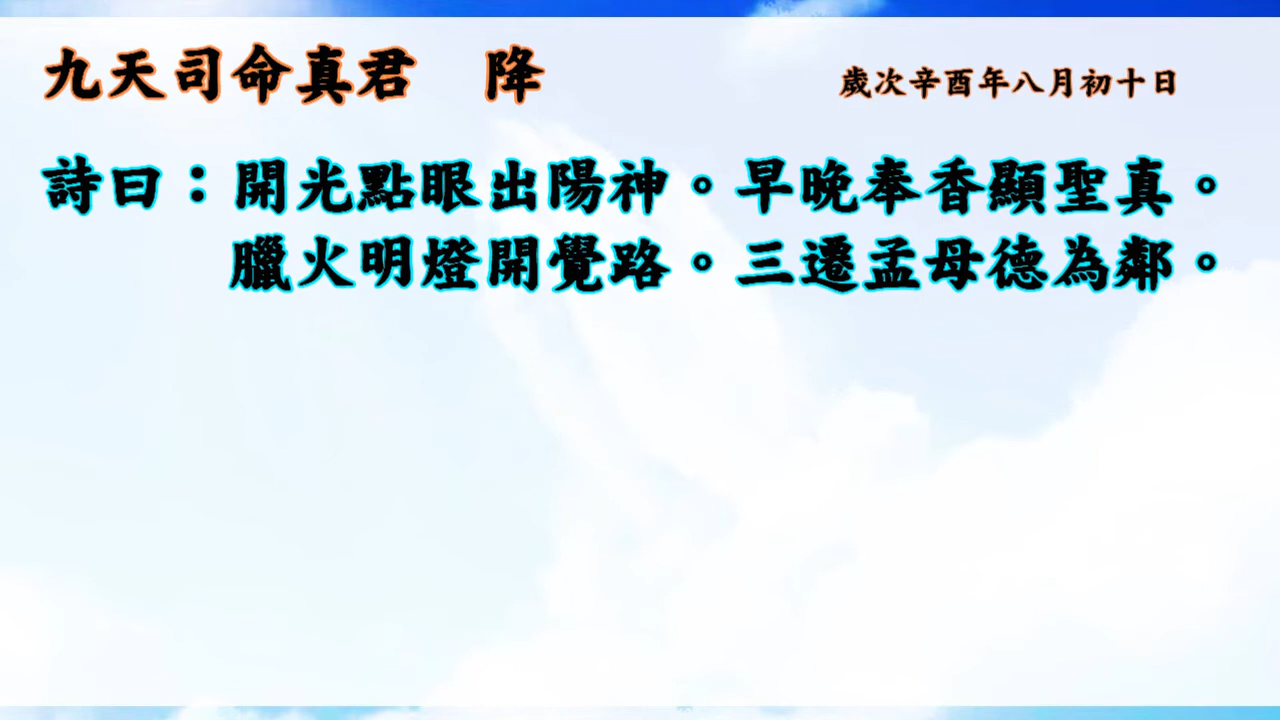 九天司命真君　降
歲次辛酉年八月初十日
詩曰：開光點眼出陽神。早晚奉香顯聖真。
臘火明燈開覺路。三遷孟母德為鄰。